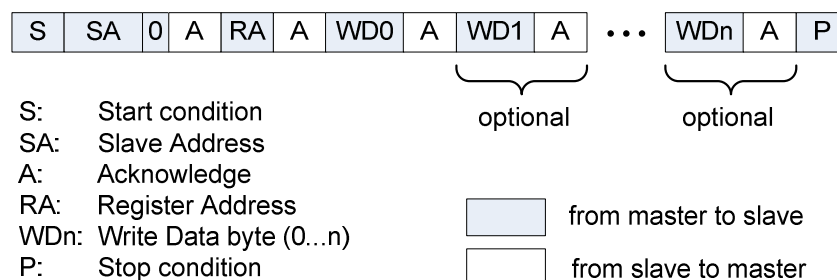 S SA 0 A RA A WD0 A WD1 A ••• WDn A P
optional optional
S: Start condition
SA: Slave Address
A: Acknowledge
RA: Register Address
WDn: Write Data byte (0...n)
P: Stop condition
from master to slave
from slave to master